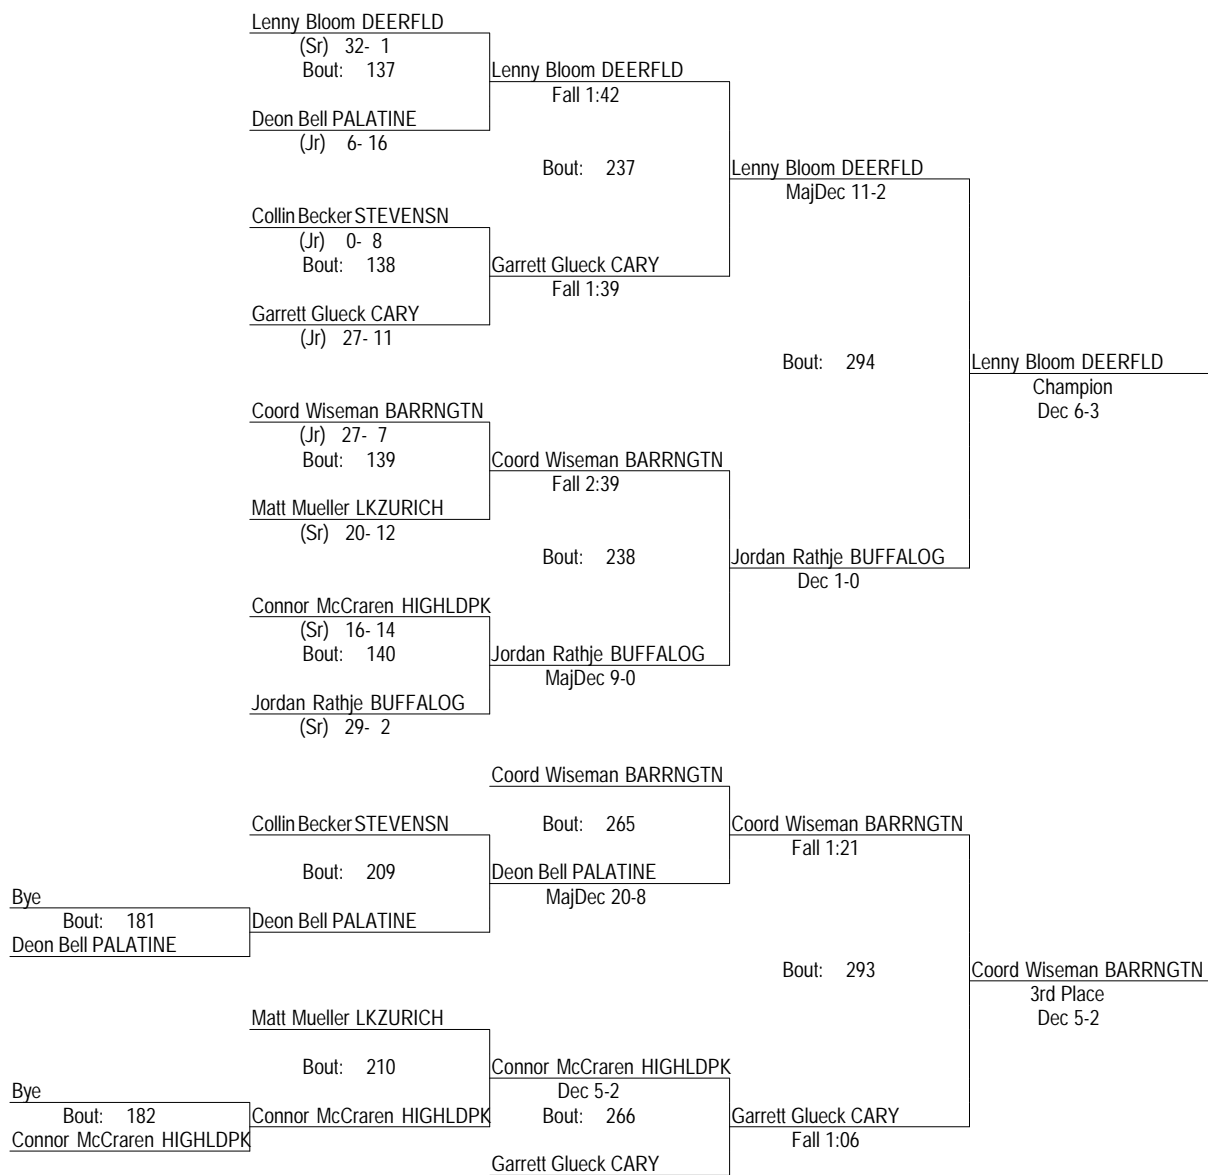 Lenny Bloom DEERFLD
(Sr) 32- 1
Bout: 137
Lenny Bloom DEERFLD
Fall 1:42
Deon Bell PALATINE
(Jr) 6- 16
Bout: 237
Lenny Bloom DEERFLD
MajDec 11-2
Collin Becker STEVENSN
(Jr) 0- 8
Bout: 138
Garrett Glueck CARY
Fall 1:39
Garrett Glueck CARY
(Jr) 27- 11
Bout: 294
Lenny Bloom DEERFLD
Champion
Dec 6-3
Coord Wiseman BARRNGTN
(Jr) 27- 7
Bout: 139
Coord Wiseman BARRNGTN
Fall 2:39
Matt Mueller LKZURICH
(Sr) 20- 12
Bout: 238
Jordan Rathje BUFFALOG
Dec 1-0
Connor McCraren HIGHLDPK
(Sr) 16- 14
Bout: 140
Jordan Rathje BUFFALOG
MajDec 9-0
Jordan Rathje BUFFALOG
(Sr) 29- 2
Coord Wiseman BARRNGTN
Collin Becker STEVENSN
Bout: 265
Coord Wiseman BARRNGTN
Fall 1:21
Bout: 209
Deon Bell PALATINE
MajDec 20-8
Bye
Bout: 181
Deon Bell PALATINE
Deon Bell PALATINE
Bout: 293
Coord Wiseman BARRNGTN
3rd Place
Dec 5-2
Matt Mueller LKZURICH
Bout: 210
Connor McCraren HIGHLDPK
Dec 5-2
Bye
Bout: 182
Connor McCraren HIGHLDPK
Connor McCraren HIGHLDPK
Bout: 266
Garrett Glueck CARY
Fall 1:06
Garrett Glueck CARY